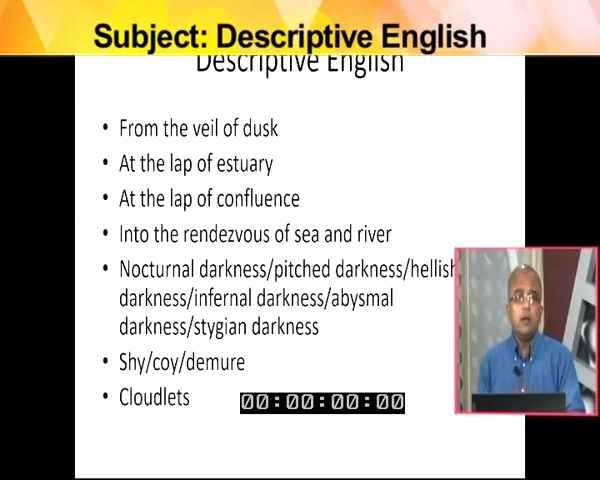 Subject: Descriptive English
Descriptive English
• From the veil of dusk
• At the lap of estuary
• At the lap of confluence
• Into the rendezvous of sea and river
• Nocturnal darkness/pitched darkness/hellish
darkness/infernal darkness/abysmal
darkness/stygian darkness
• Shy/coy/demure
• Cloudlets
00:00:00:00